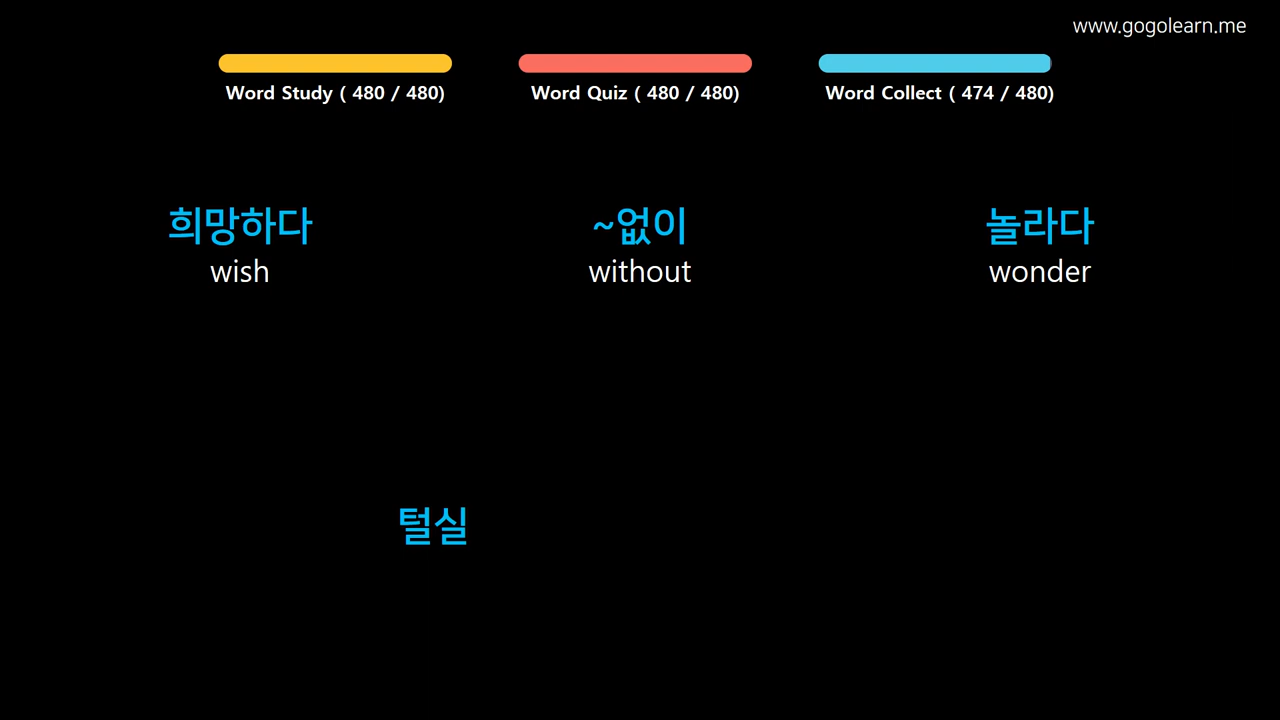 www.gogolearn.me
Word Study ( 480 / 480)
Word Quiz ( 480 / 480)
Word Collect ( 474 / 480)
희망하다
wish
~없이
without
놀라다
wonder
털실